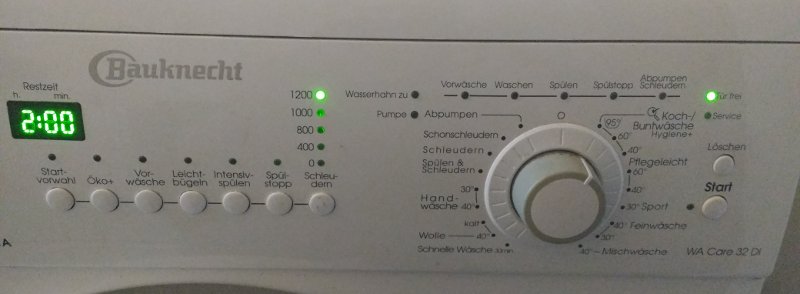 Bauknecht
Restzeit
h. min.
2:00
1200
1000
800
400
0
Start-
vorwahl
Öko+
Vor-
wäsche
Leicht-
bügeln
Intensiv-
spülen
Spül-
stopp
Schleu-
dern
Wasserhahn zu
Pumpe
Vorwäsche
Waschen
Spülen
Spülstopp
Abpumpen
Schleudern
Tür frei
Service
Löschen
Start
Abpumpen
Schonschleudern
Schleudern
Spülen &
Schleudern
30°
Hand-
wäsche 40°
kalt
Wolle 40°
Schnelle Wäsche 30min
95° Koch-/
Buntwäsche
60° Hygiene+
40°
Pflegeleicht
60°
40°
30° Sport
40° Feinwäsche
30°
40° Mischwäsche
WA Care 32 Di